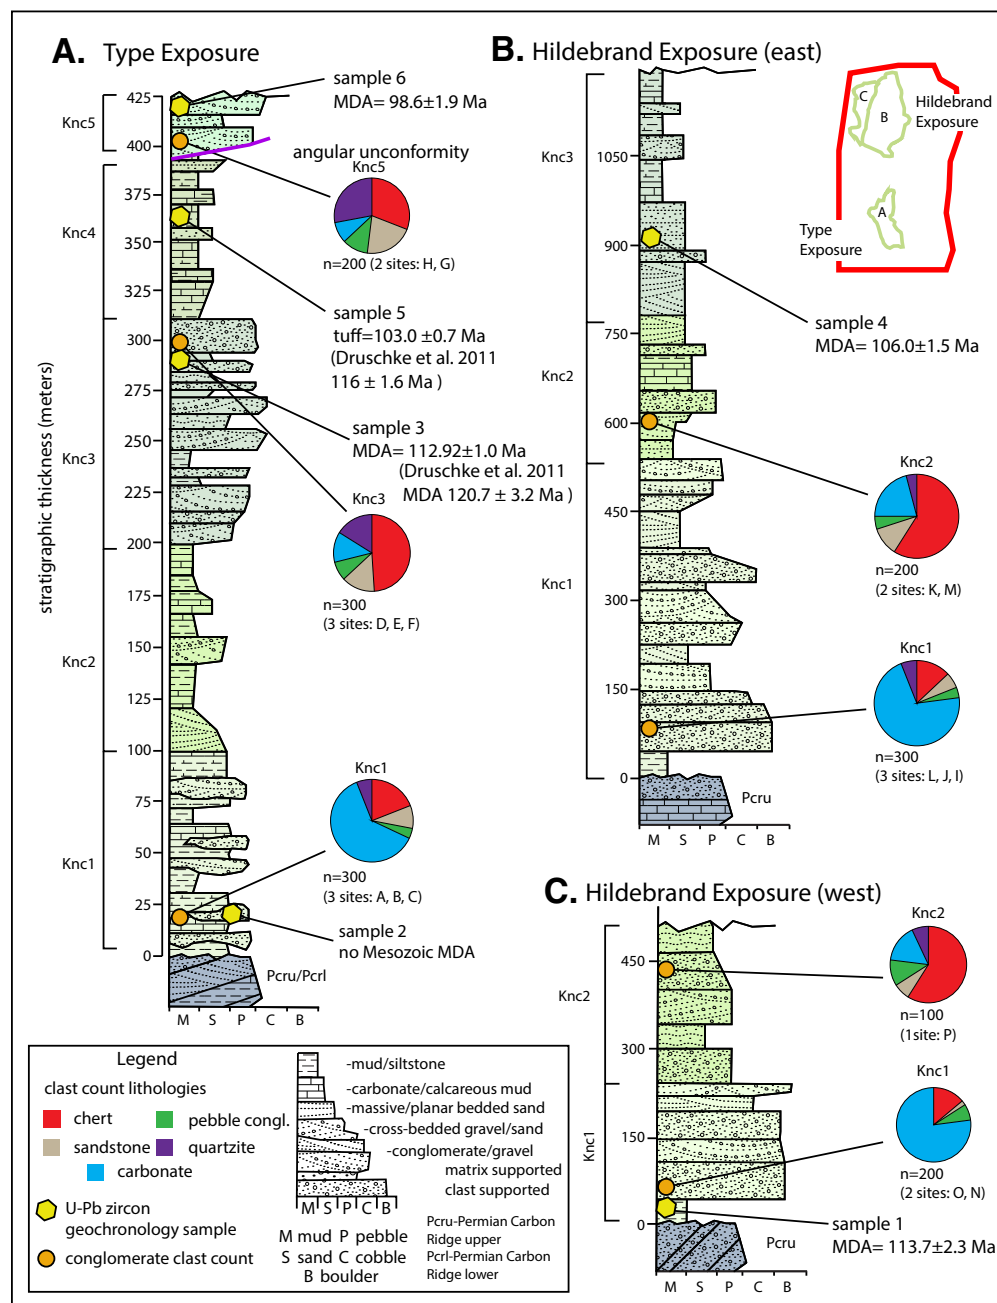 A. Type Exposure
sample 6
MDA= 98.6±1.9 Ma
angular unconformity
Knc5
n=200 (2 sites: H, G)
sample 5
tuff=103.0 ±0.7 Ma
(Druschke et al. 2011
116 ± 1.6 Ma )
sample 3
MDA= 112.92±1.0 Ma
(Druschke et al. 2011
MDA 120.7 ± 3.2 Ma )
Knc3
n=300
(3 sites: D, E, F)
Knc1
n=300
(3 sites: A, B, C)
sample 2
no Mesozoic MDA
Pcru/Pcrl
Knc5
Knc4
Knc3
Knc2
Knc1
stratigraphic thickness (meters)
425
400
375
350
325
300
275
250
225
200
175
150
125
100
75
50
25
0
M S P C B
B. Hildebrand Exposure (east)
Knc3
Knc2
Knc1
1050
900
750
600
450
300
150
0
C
B
A
Hildebrand
Exposure
Type
Exposure
sample 4
MDA= 106.0±1.5 Ma
Knc2
n=200
(2 sites: K, M)
Knc1
n=300
(3 sites: L, J, I)
Pcru
M S P C B
C. Hildebrand Exposure (west)
Knc2
Knc1
450
300
150
0
Knc2
n=100
(1site: P)
Knc1
n=200
(2 sites: O, N)
sample 1
MDA= 113.7±2.3 Ma
Pcru
M S P C B
Legend
clast count lithologies
chert
pebble congl.
sandstone
quartzite
carbonate
U-Pb zircon
geochronology sample
conglomerate clast count
-mud/siltstone
-carbonate/calcareous mud
-massive/planar bedded sand
-cross-bedded gravel/sand
-conglomerate/gravel
matrix supported
clast supported
M S C B
M mud P pebble
S sand C cobble
B boulder
Pcru-Permian Carbon
Ridge upper
Pcrl-Permian Carbon
Ridge lower